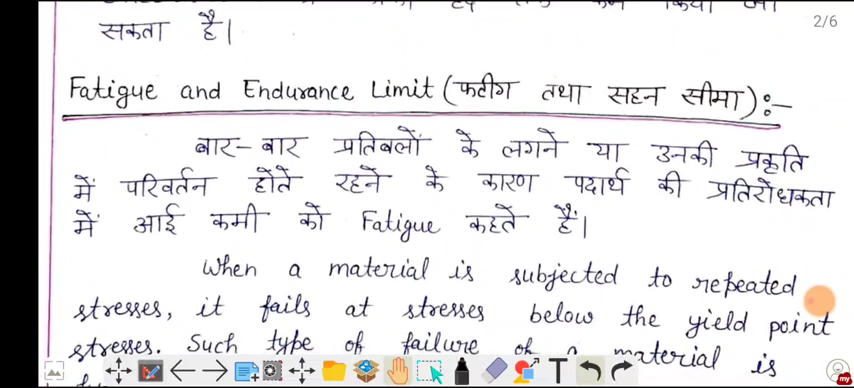 सकता है।
2/6
Fatigue and Endurance Limit (फटीग तथा सहन सीमा) :-
बार-बार प्रतिबलों के लगने या उनकी प्रकृति
में परिवर्तन होते रहने के कारण पदार्थ की प्रतिरोधकता
में आई कमी को Fatigue कहते हैं।
When a material is subjected to repeated
stresses, it fails at stresses below the yield point
stresses. Such type of failure of a material is